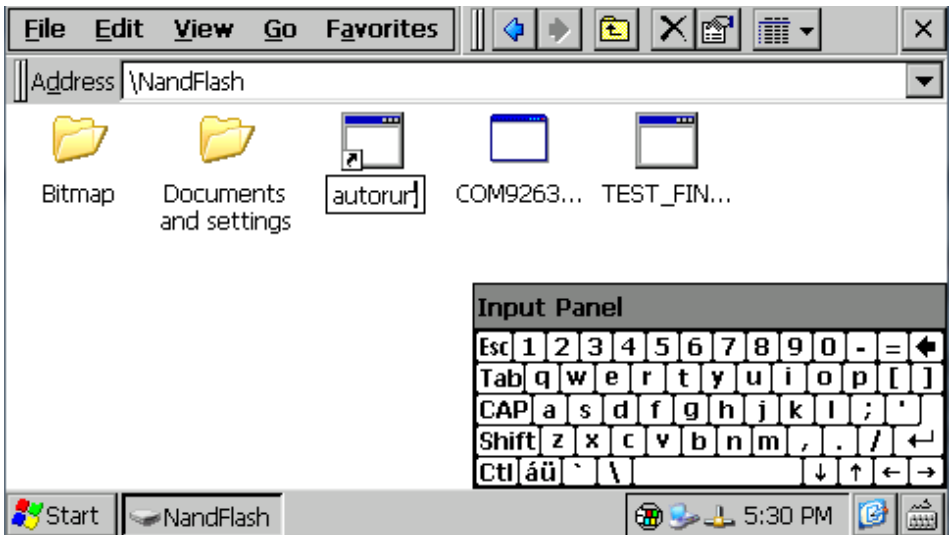 File Edit View Go Favorites
Address \NandFlash
Bitmap
Documents
and settings
autorun
COM9263...
TEST_FIN...
Input Panel
Esc 1 2 3 4 5 6 7 8 9 0 - =
Tab q w e r t y u i o p [ ]
CAP a s d f g h j k l ; '
Shift z x c v b n m , . /
Ctl áü ` \ ↓ ↑ ← →
Start NandFlash 5:30 PM